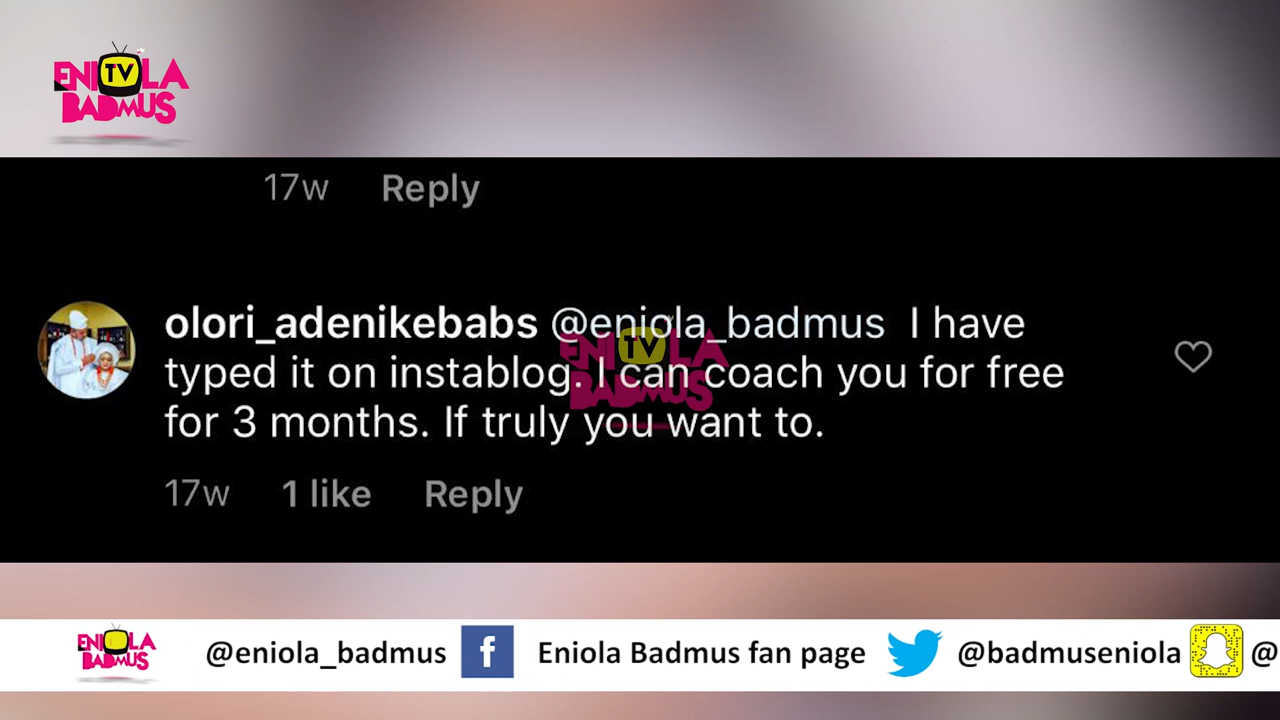 ENIOLA
TV
BADMUS
17w Reply
olori_adenikebabs @eniola_badmus I have
typed it on instablog. I can coach you for free
for 3 months. If truly you want to.
ENIOLA
TV
BADMUS
17w 1 like Reply
ENIOLA
BADMUS
@eniola_badmus f Eniola Badmus fan page @badmuseniola @